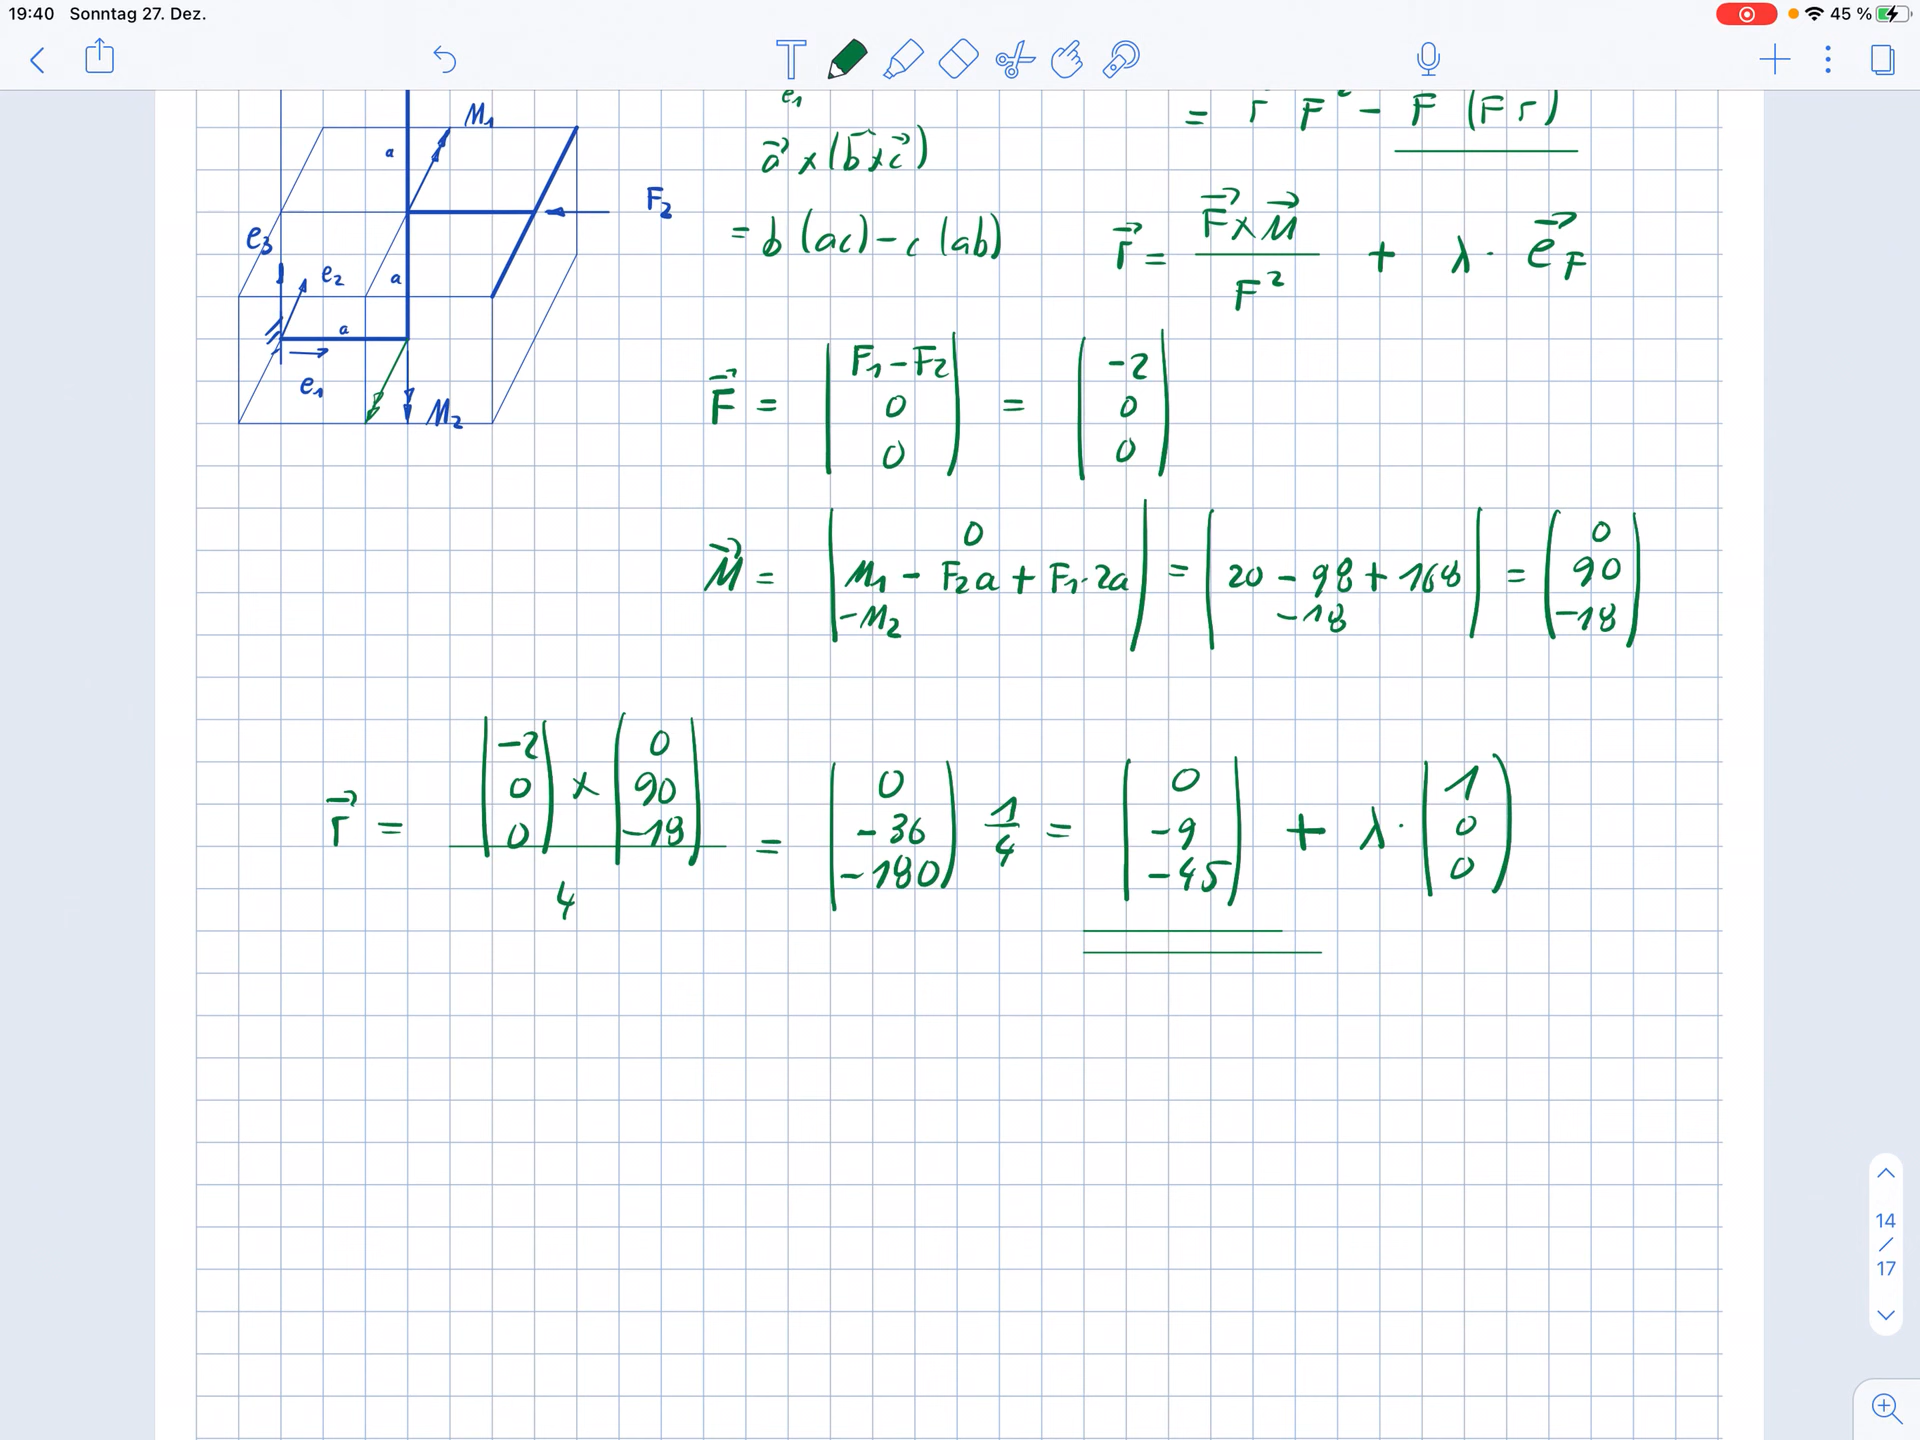 19:40 Sonntag 27. Dez.
45 %
T
e₁
a⃗ × (b⃗ × c⃗)
= b (ac) − c (ab)
= r F² − F (F r)
r⃗ = F⃗ × M⃗ / F² + λ · e⃗_F
M₁
a
F₂
e₃
e₂
a
a
e₁
M₂
F⃗ = | F₁ − F₂ | = ( −2 )
0 0
0 0
M⃗ = | 0 | = | | = ( 0 )
M₁ − F₂a + F₁·2a 20 − 98 + 168 90
−M₂ −18 −18
r⃗ = | −2 | × ( 0 ) = ( 0 ) 1/4 = ( 0 ) + λ · ( 1 )
0 90 −36 −9 0
0 −18 −180 −45 0
4
14
/
17